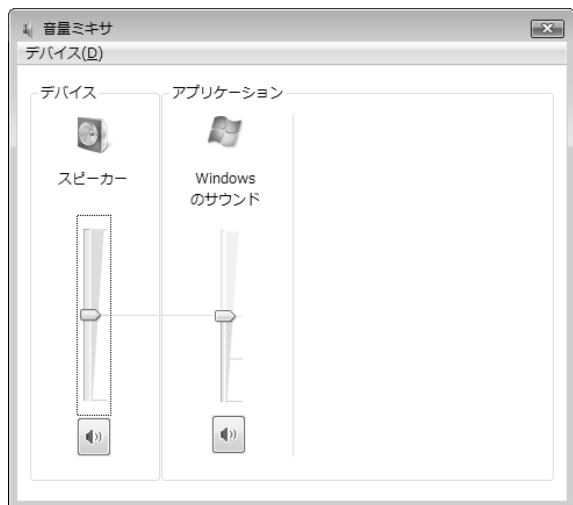 音量ミキサ
デバイス(D)
デバイス
アプリケーション
スピーカー
Windows
のサウンド